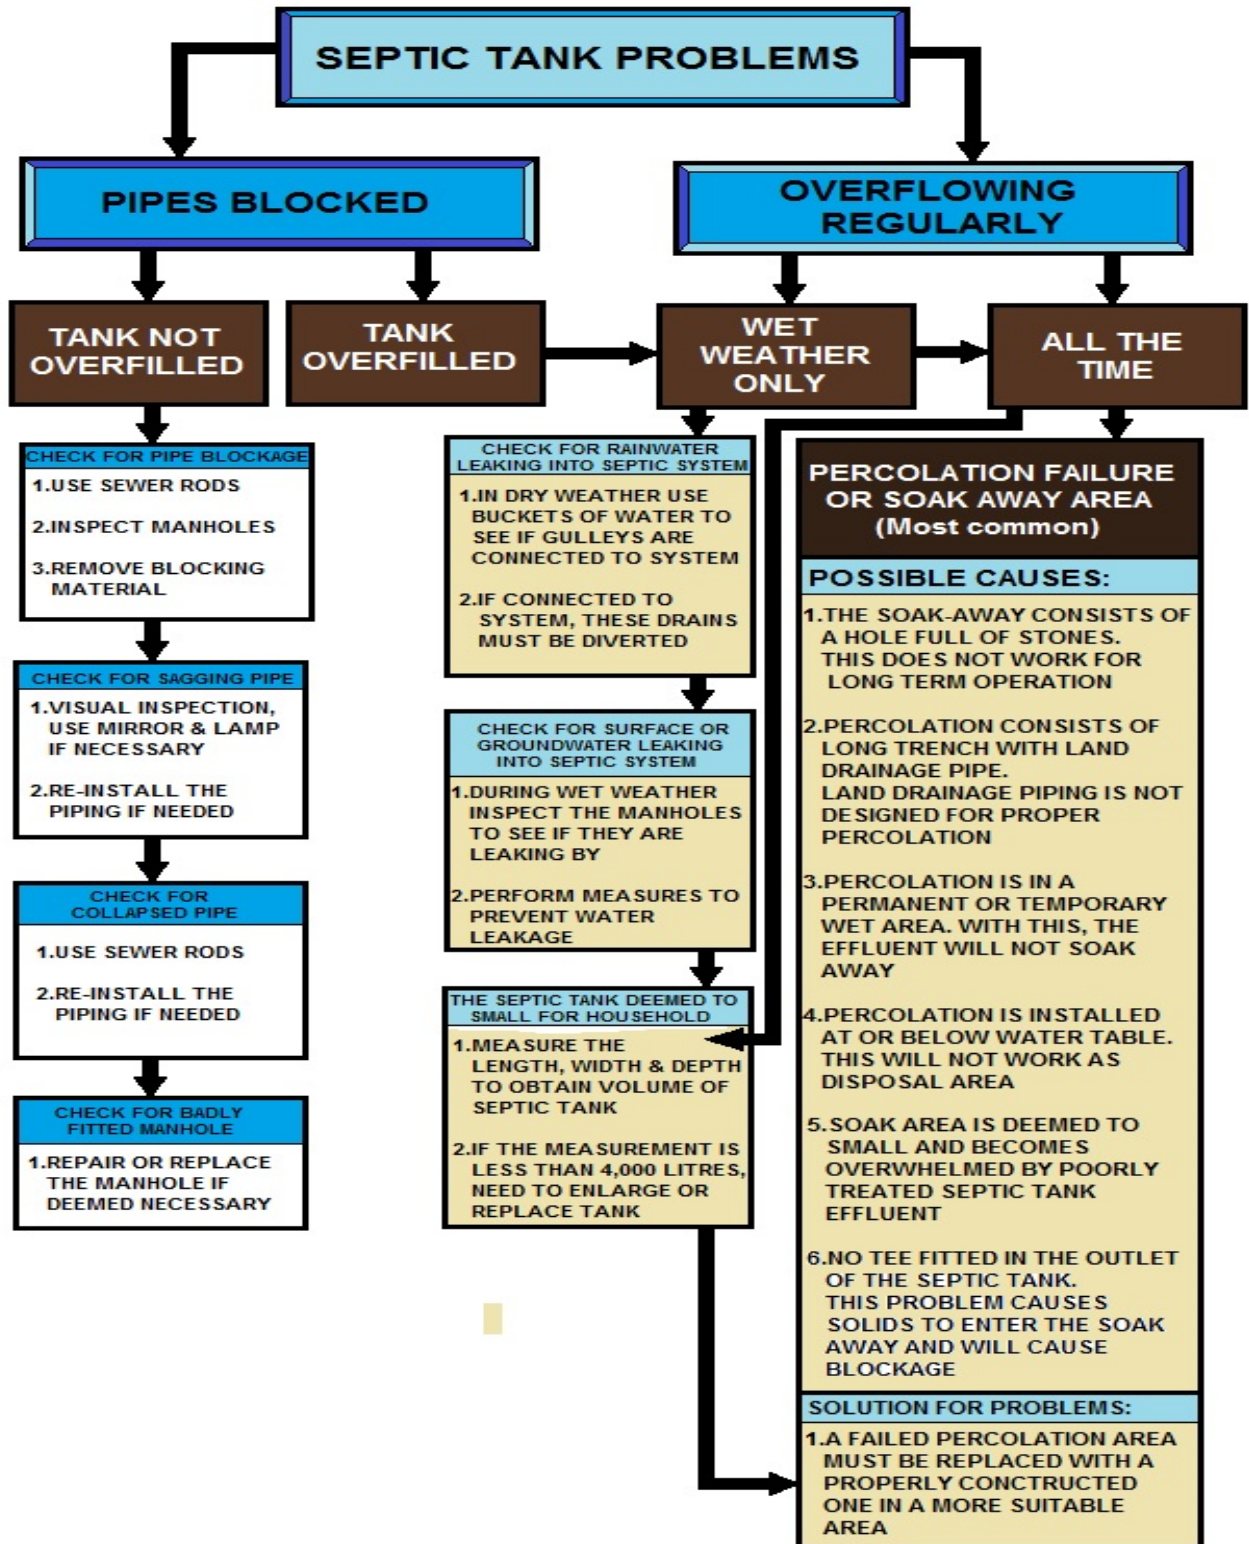 SEPTIC TANK PROBLEMS
PIPES BLOCKED
OVERFLOWING
REGULARLY
TANK NOT
OVERFILLED
TANK
OVERFILLED
WET
WEATHER
ONLY
ALL THE
TIME
CHECK FOR PIPE BLOCKAGE
1.USE SEWER RODS
2.INSPECT MANHOLES
3.REMOVE BLOCKING
MATERIAL
CHECK FOR SAGGING PIPE
1.VISUAL INSPECTION,
USE MIRROR & LAMP
IF NECESSARY
2.RE-INSTALL THE
PIPING IF NEEDED
CHECK FOR
COLLAPSED PIPE
1.USE SEWER RODS
2.RE-INSTALL THE
PIPING IF NEEDED
CHECK FOR BADLY
FITTED MANHOLE
1.REPAIR OR REPLACE
THE MANHOLE IF
DEEMED NECESSARY
CHECK FOR RAINWATER
LEAKING INTO SEPTIC SYSTEM
1.IN DRY WEATHER USE
BUCKETS OF WATER TO
SEE IF GULLEYS ARE
CONNECTED TO SYSTEM
2.IF CONNECTED TO
SYSTEM, THESE DRAINS
MUST BE DIVERTED
CHECK FOR SURFACE OR
GROUNDWATER LEAKING
INTO SEPTIC SYSTEM
1.DURING WET WEATHER
INSPECT THE MANHOLES
TO SEE IF THEY ARE
LEAKING BY
2.PERFORM MEASURES TO
PREVENT WATER
LEAKAGE
THE SEPTIC TANK DEEMED TO
SMALL FOR HOUSEHOLD
1.MEASURE THE
LENGTH, WIDTH & DEPTH
TO OBTAIN VOLUME OF
SEPTIC TANK
2.IF THE MEASUREMENT IS
LESS THAN 4,000 LITRES,
NEED TO ENLARGE OR
REPLACE TANK
PERCOLATION FAILURE
OR SOAK AWAY AREA
(Most common)
POSSIBLE CAUSES:
1.THE SOAK-AWAY CONSISTS OF
A HOLE FULL OF STONES.
THIS DOES NOT WORK FOR
LONG TERM OPERATION
2.PERCOLATION CONSISTS OF
LONG TRENCH WITH LAND
DRAINAGE PIPE.
LAND DRAINAGE PIPING IS NOT
DESIGNED FOR PROPER
PERCOLATION
3.PERCOLATION IS IN A
PERMANENT OR TEMPORARY
WET AREA. WITH THIS, THE
EFFLUENT WILL NOT SOAK
AWAY
4.PERCOLATION IS INSTALLED
AT OR BELOW WATER TABLE.
THIS WILL NOT WORK AS
DISPOSAL AREA
5.SOAK AREA IS DEEMED TO
SMALL AND BECOMES
OVERWHELMED BY POORLY
TREATED SEPTIC TANK
EFFLUENT
6.NO TEE FITTED IN THE OUTLET
OF THE SEPTIC TANK.
THIS PROBLEM CAUSES
SOLIDS TO ENTER THE SOAK
AWAY AND WILL CAUSE
BLOCKAGE
SOLUTION FOR PROBLEMS:
1.A FAILED PERCOLATION AREA
MUST BE REPLACED WITH A
PROPERLY CONCTRUCTED
ONE IN A MORE SUITABLE
AREA